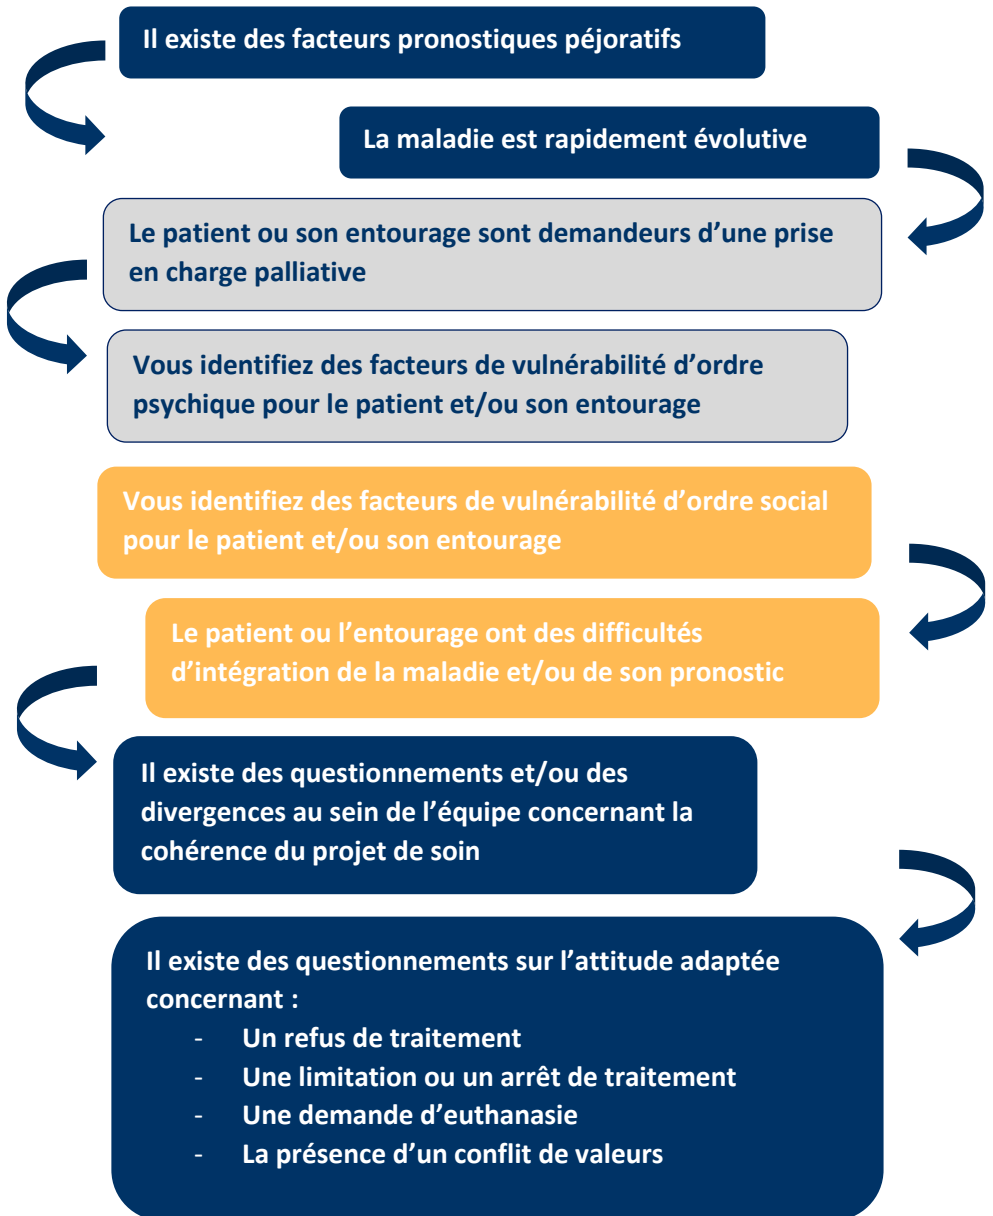 Il existe des facteurs pronostiques péjoratifs
La maladie est rapidement évolutive
Le patient ou son entourage sont demandeurs d’une prise
en charge palliative
Vous identifiez des facteurs de vulnérabilité d’ordre
psychique pour le patient et/ou son entourage
Vous identifiez des facteurs de vulnérabilité d’ordre social
pour le patient et/ou son entourage
Le patient ou l’entourage ont des difficultés
d’intégration de la maladie et/ou de son pronostic
Il existe des questionnements et/ou des
divergences au sein de l’équipe concernant la
cohérence du projet de soin
Il existe des questionnements sur l’attitude adaptée
concernant :
- Un refus de traitement
- Une limitation ou un arrêt de traitement
- Une demande d’euthanasie
- La présence d’un conflit de valeurs